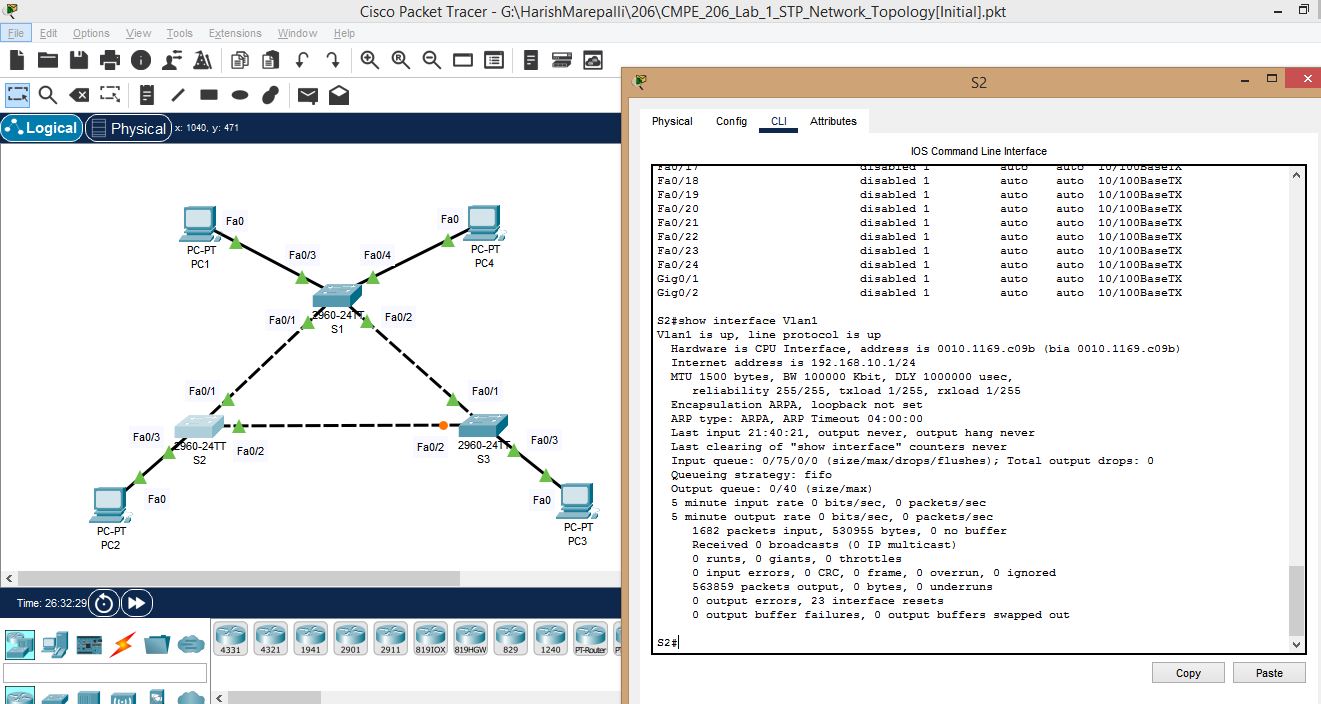 Cisco Packet Tracer - G:\HarishMarepalli\206\CMPE_206_Lab_1_STP_Network_Topology[Initial].pkt
File Edit Options View Tools Extensions Window Help
Logical Physical x: 1040, y: 471
Fa0
PC-PT
PC1
Fa0
PC-PT
PC4
Fa0/3
Fa0/4
2960-24TT
S1
Fa0/1
Fa0/2
Fa0/1
Fa0/1
Fa0/3
2960-24TT
S2
Fa0/2
Fa0/2
2960-24TT
S3
Fa0/3
Fa0
PC-PT
PC2
Fa0
PC-PT
PC3
Time: 26:32:29
4331 4321 1941 2901 2911 819IOX 819HGW 829 1240 PT-Router
S2
Physical Config CLI Attributes
IOS Command Line Interface
Fa0/17 disabled 1 auto auto 10/100BaseTX
Fa0/18 disabled 1 auto auto 10/100BaseTX
Fa0/19 disabled 1 auto auto 10/100BaseTX
Fa0/20 disabled 1 auto auto 10/100BaseTX
Fa0/21 disabled 1 auto auto 10/100BaseTX
Fa0/22 disabled 1 auto auto 10/100BaseTX
Fa0/23 disabled 1 auto auto 10/100BaseTX
Fa0/24 disabled 1 auto auto 10/100BaseTX
Gig0/1 disabled 1 auto auto 10/100BaseTX
Gig0/2 disabled 1 auto auto 10/100BaseTX
S2#show interface Vlan1
Vlan1 is up, line protocol is up
Hardware is CPU Interface, address is 0010.1169.c09b (bia 0010.1169.c09b)
Internet address is 192.168.10.1/24
MTU 1500 bytes, BW 100000 Kbit, DLY 1000000 usec,
reliability 255/255, txload 1/255, rxload 1/255
Encapsulation ARPA, loopback not set
ARP type: ARPA, ARP Timeout 04:00:00
Last input 21:40:21, output never, output hang never
Last clearing of "show interface" counters never
Input queue: 0/75/0/0 (size/max/drops/flushes); Total output drops: 0
Queueing strategy: fifo
Output queue: 0/40 (size/max)
5 minute input rate 0 bits/sec, 0 packets/sec
5 minute output rate 0 bits/sec, 0 packets/sec
1682 packets input, 530955 bytes, 0 no buffer
Received 0 broadcasts (0 IP multicast)
0 runts, 0 giants, 0 throttles
0 input errors, 0 CRC, 0 frame, 0 overrun, 0 ignored
563859 packets output, 0 bytes, 0 underruns
0 output errors, 23 interface resets
0 output buffer failures, 0 output buffers swapped out
S2#
Copy Paste